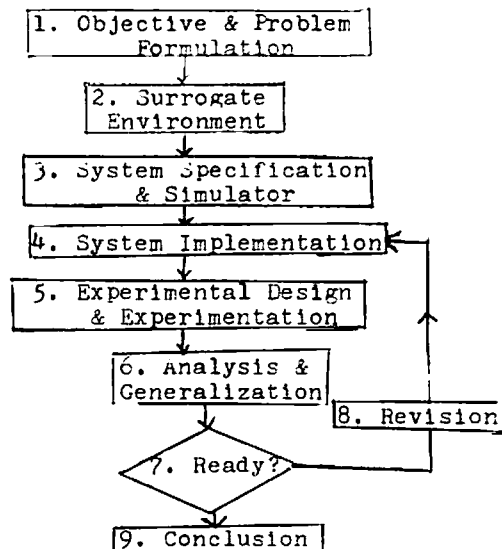 1. Objective & Problem
Formulation
2. Surrogate
Environment
3. System Specification
& Simulator
4. System Implementation
5. Experimental Design
& Experimentation
6. Analysis &
Generalization
7. Ready?
8. Revision
9. Conclusion